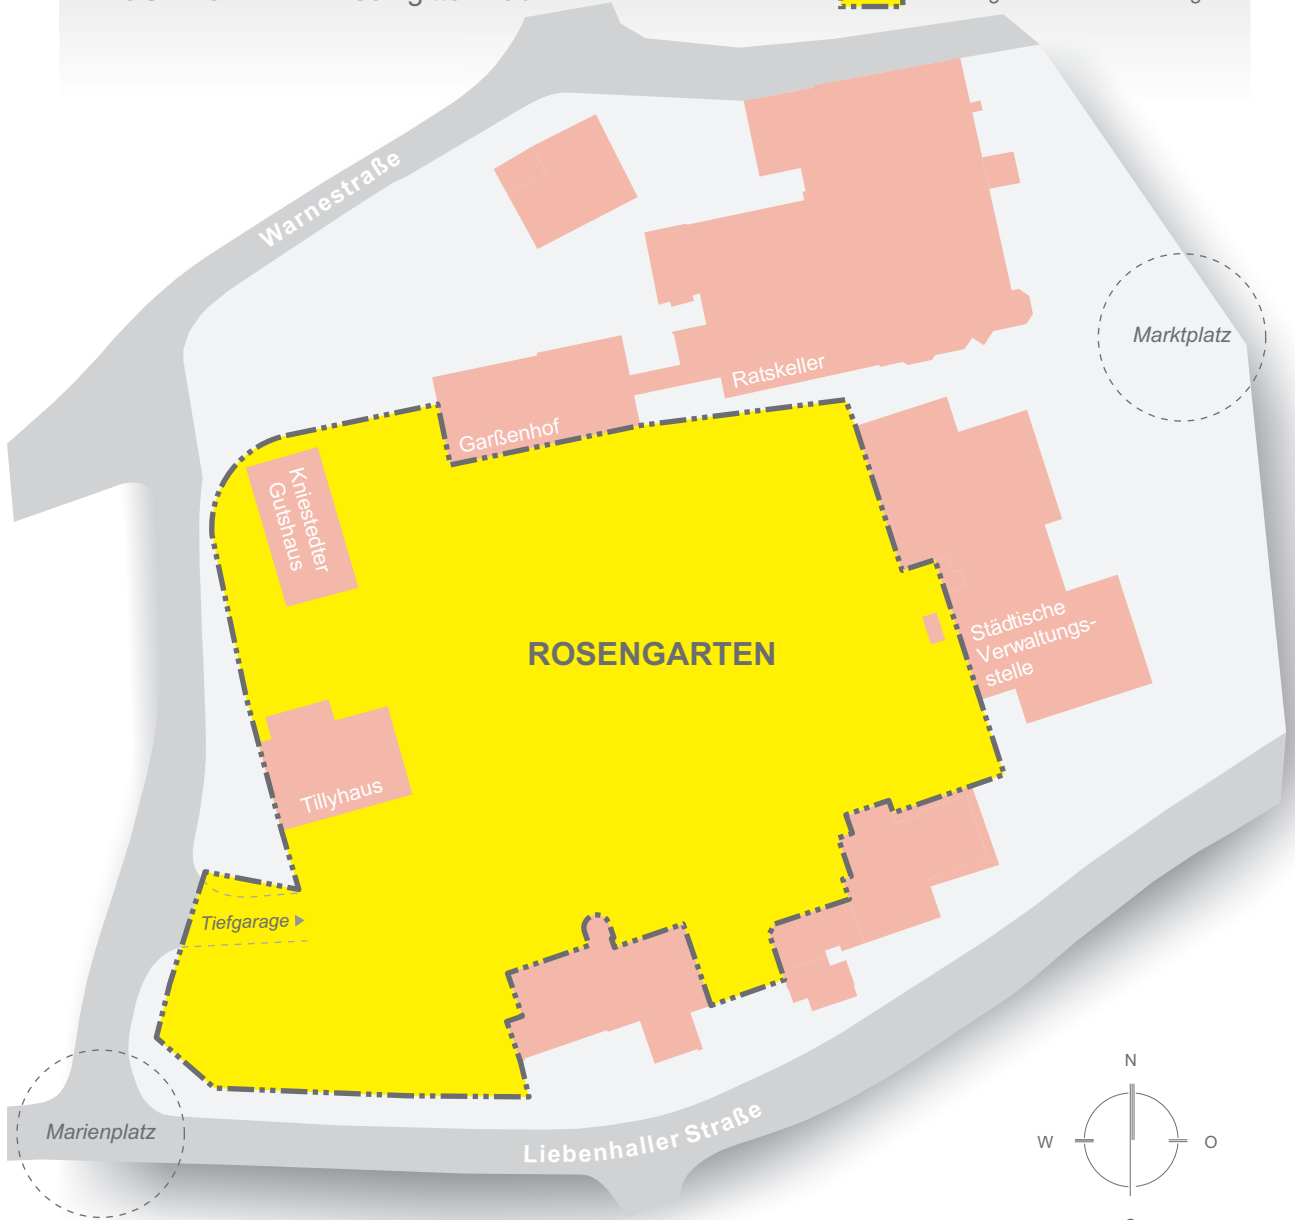 Warnestraße
Marktplatz
Ratskeller
Garßenhof
Kniestedter
Gutshaus
Städtische
Verwaltungs-
stelle
ROSENGARTEN
Tillyhaus
Tiefgarage
N
W
O
Marienplatz
Liebenhaller Straße